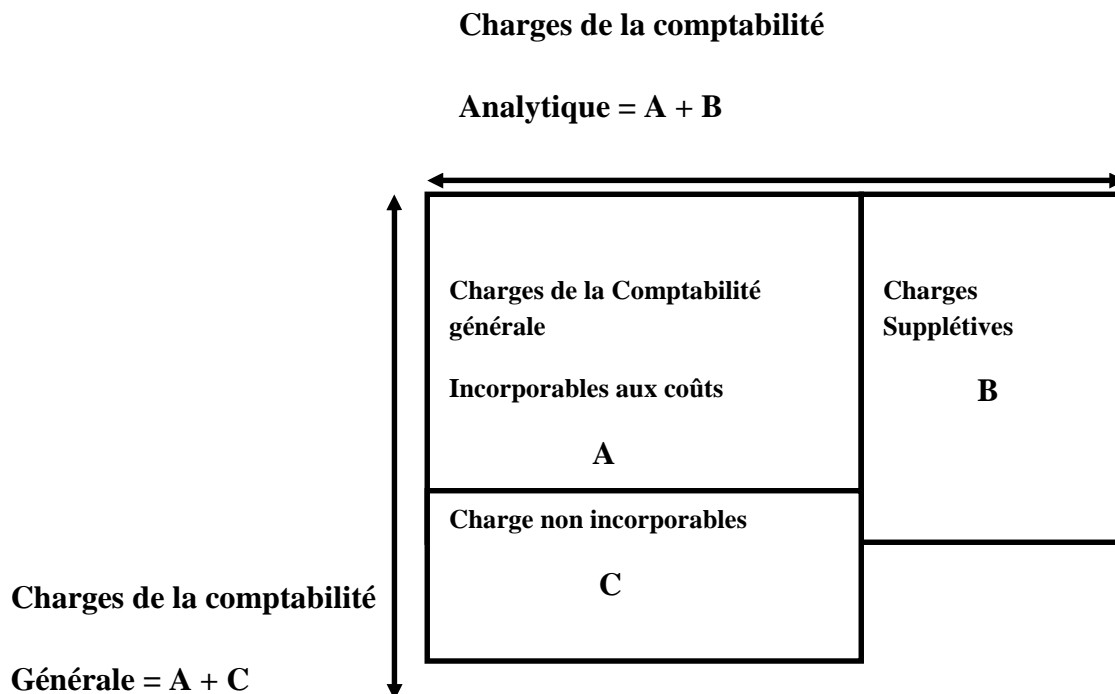 Charges de la comptabilité
Analytique = A + B
Charges de la Comptabilité
générale
Incorporables aux coûts
A
Charges
Supplétives
B
Charge non incorporables
C
Charges de la comptabilité
Générale = A + C